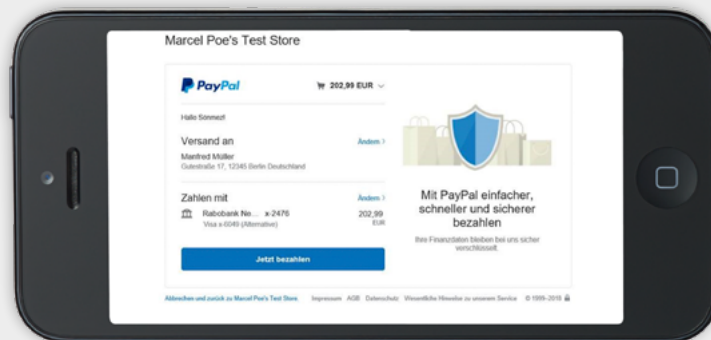 Marcel Poe's Test Store
PayPal
202,99 EUR
Hallo Sönmez!
Versand an
Ändern >
Manfred Müller
Gutestraße 17, 12345 Berlin Deutschland
Zahlen mit
Ändern >
Rabobank Ne... x-2476
202,99
EUR
Visa x-6049 (Alternative)
Jetzt bezahlen
Mit PayPal einfacher,
schneller und sicherer
bezahlen
Ihre Finanzdaten bleiben bei uns sicher
verschlüsselt.
Abbrechen und zurück zu Marcel Poe's Test Store. Impressum AGB Datenschutz Wesentliche Hinweise zu unserem Service © 1999–2018